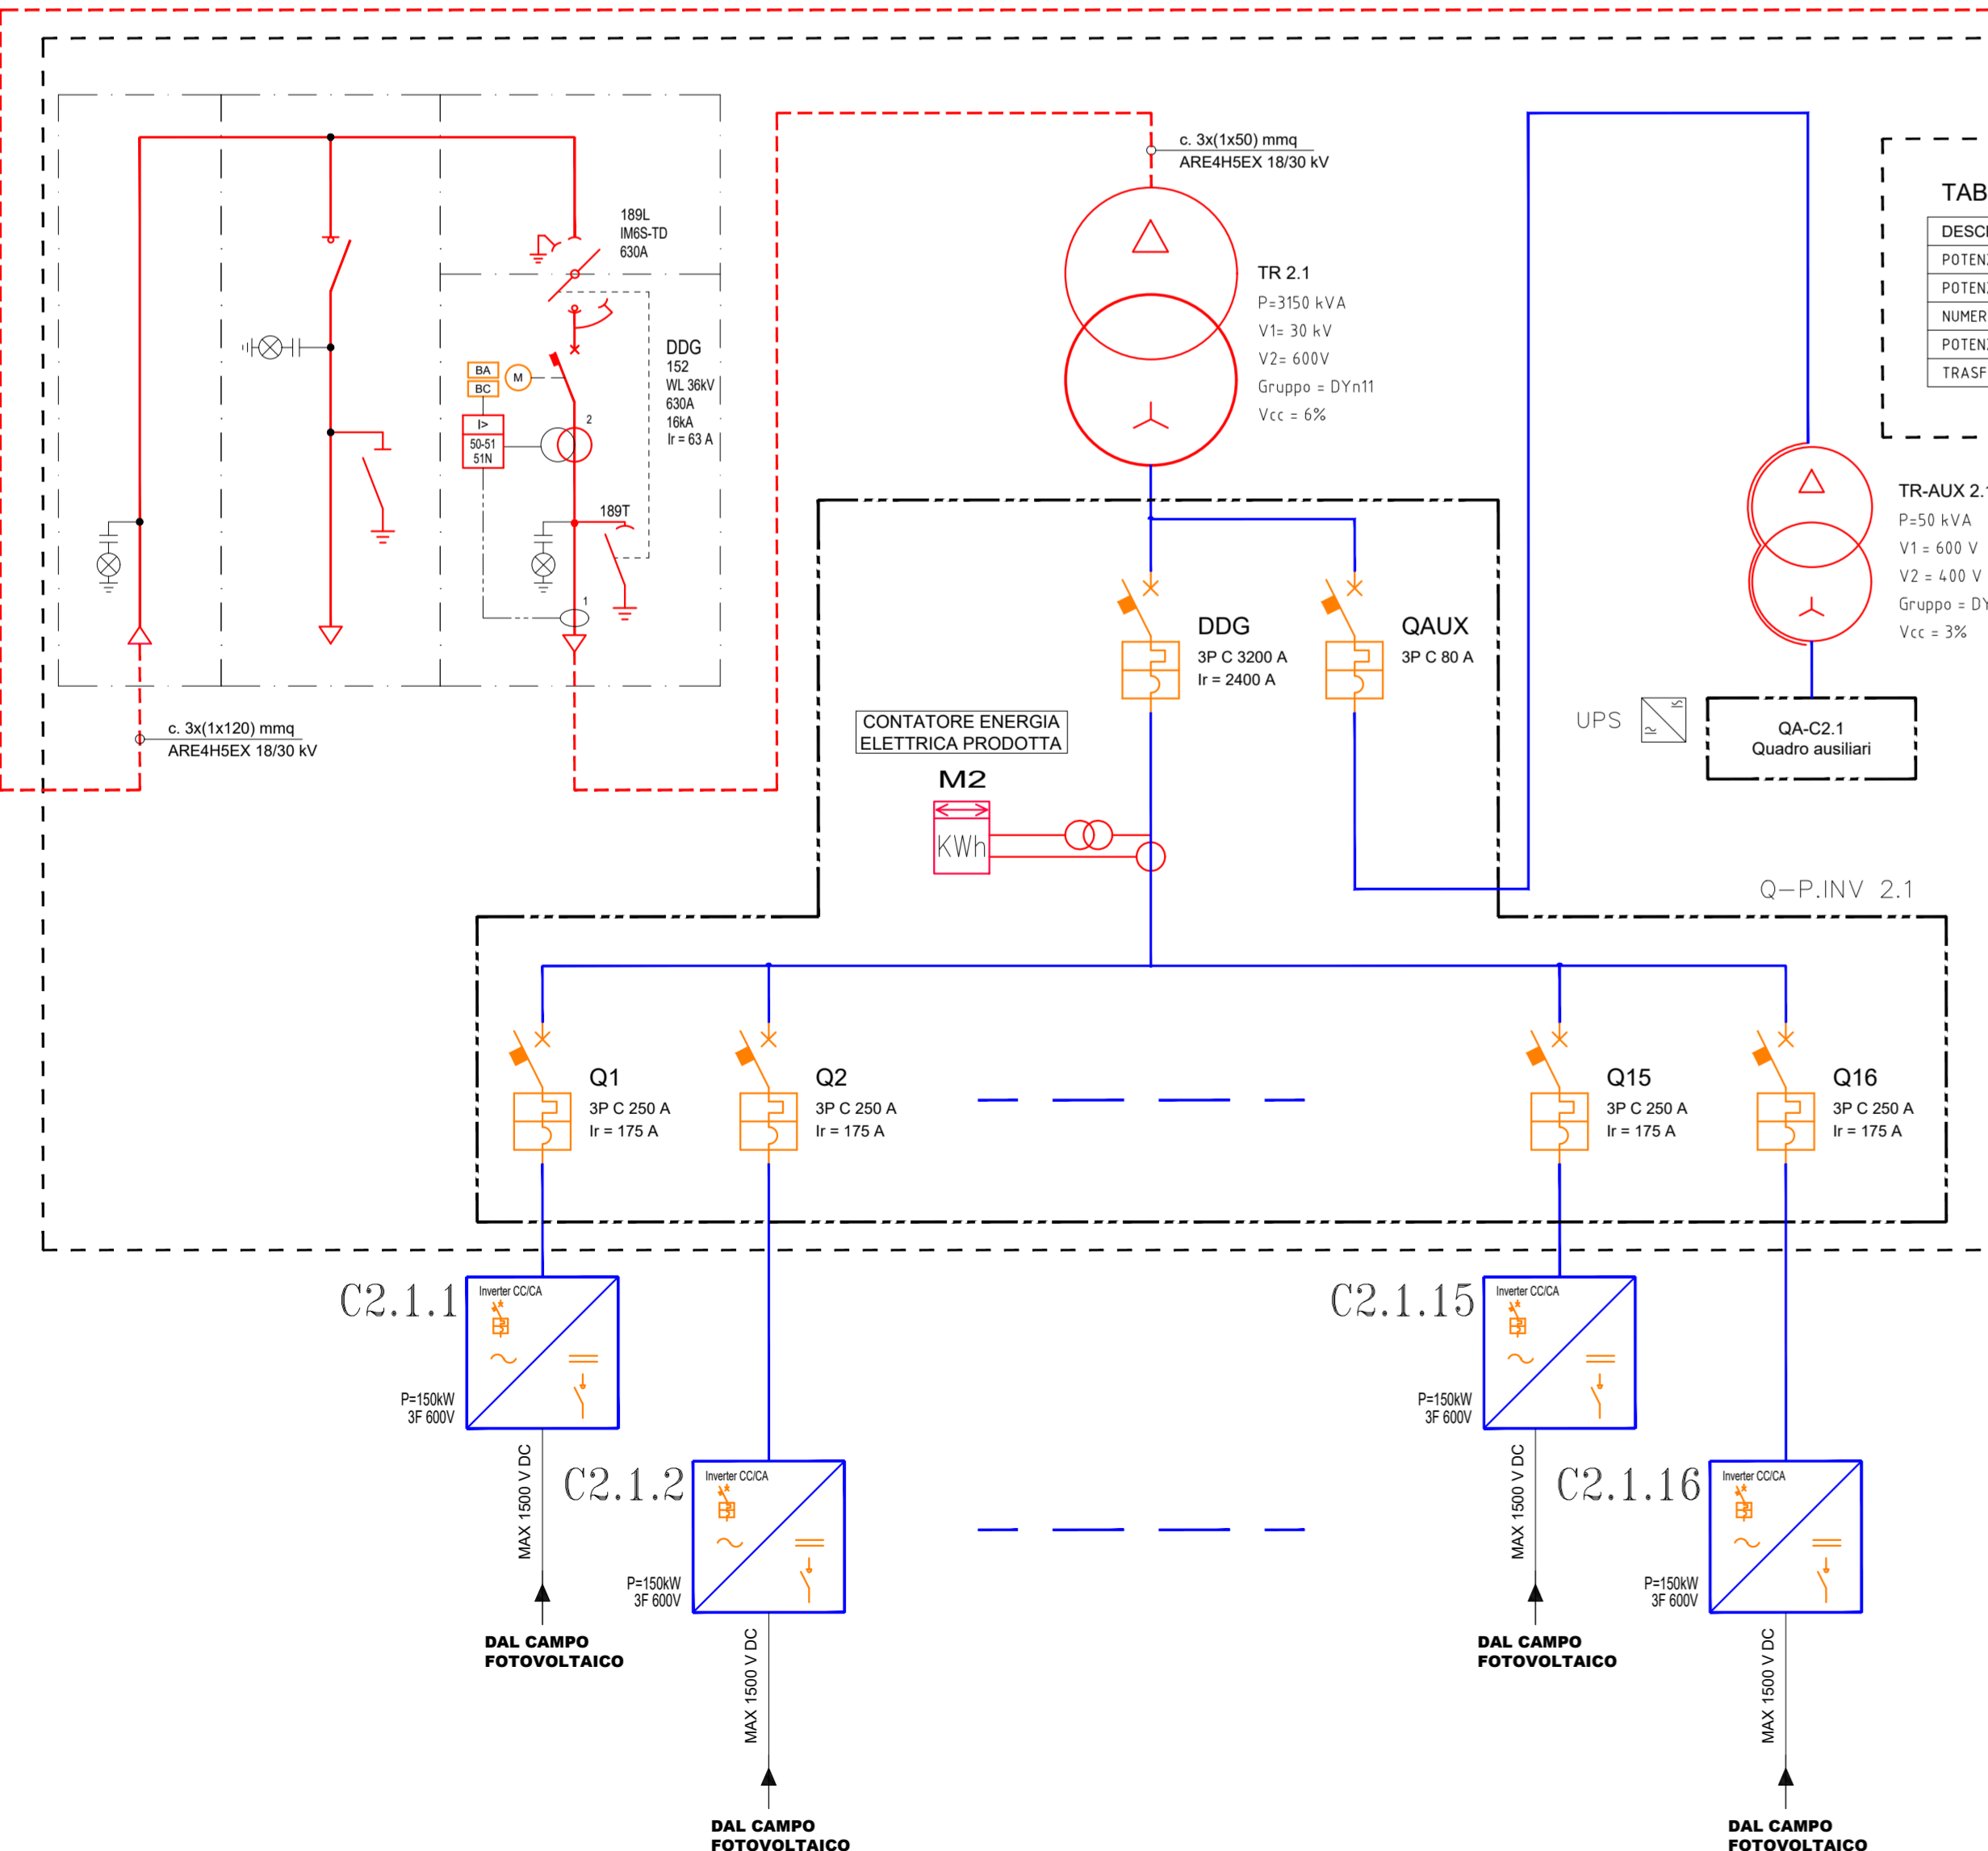 c. 3x(1x50) mmq
ARE4H5EX 18/30 kV
189L
IM6S-TD
630A
TR 2.1
P=3150 kVA
V1= 30 kV
V2= 600V
Gruppo = DYn11
Vcc = 6%
DDG
152
WL 36kV
630A
16kA
Ir = 63 A
BA
BC
M
I>
50-51
51N
2
189T
1
c. 3x(1x120) mmq
ARE4H5EX 18/30 kV
TAB
POTEN
NUMER
POTEN
TRASF
TR-AUX 2.
P=50 kVA
V1 = 600 V
V2 = 400 V
Gruppo = D
Vcc = 3%
DDG
3P C 3200 A
Ir = 2400 A
QAUX
3P C 80 A
UPS
QA-C2.1
Quadro ausiliari
CONTATORE ENERGIA
ELETTRICA PRODOTTA
M2
KWh
Q-P.INV 2.1
Q1
3P C 250 A
Ir = 175 A
Q2
3P C 250 A
Ir = 175 A
Q15
3P C 250 A
Ir = 175 A
Q16
3P C 250 A
Ir = 175 A
C2.1.1
Inverter CC/CA
P=150kW
3F 600V
MAX 1500 V DC
DAL CAMPO
FOTOVOLTAICO
C2.1.2
Inverter CC/CA
P=150kW
3F 600V
MAX 1500 V DC
DAL CAMPO
FOTOVOLTAICO
C2.1.15
Inverter CC/CA
P=150kW
3F 600V
MAX 1500 V DC
DAL CAMPO
FOTOVOLTAICO
C2.1.16
Inverter CC/CA
P=150kW
3F 600V
MAX 1500 V DC
DAL CAMPO
FOTOVOLTAICO